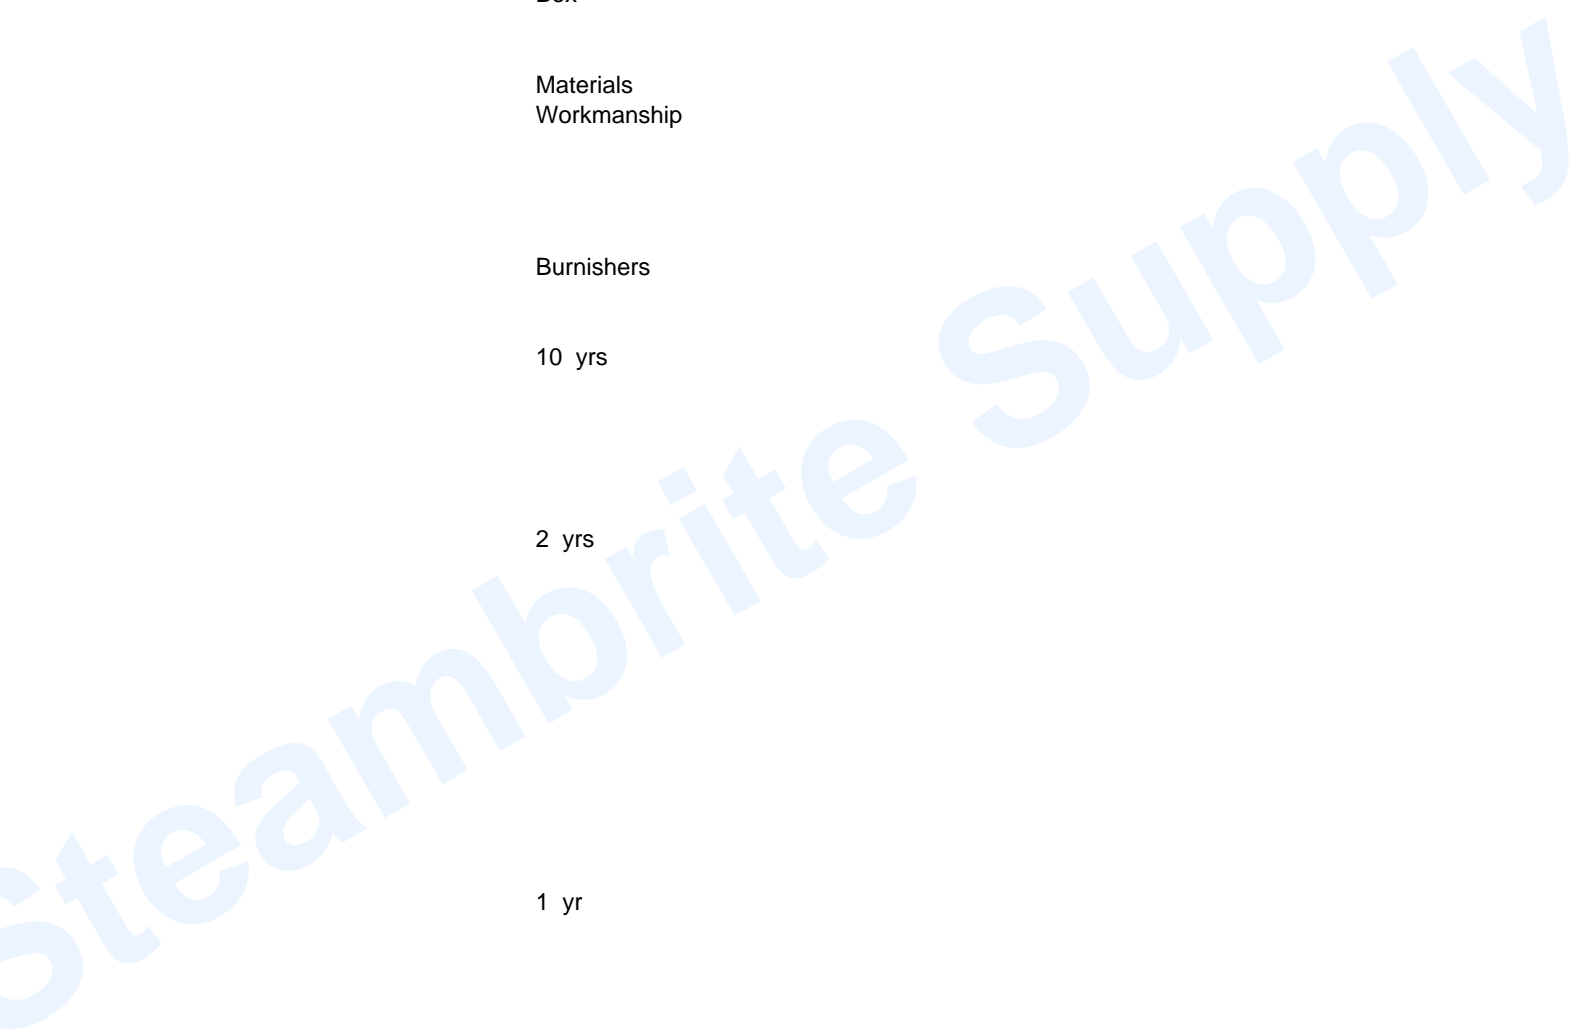 Materials
Workmanship
Burnishers
10 yrs
2 yrs
1 yr
Steambrite Supply